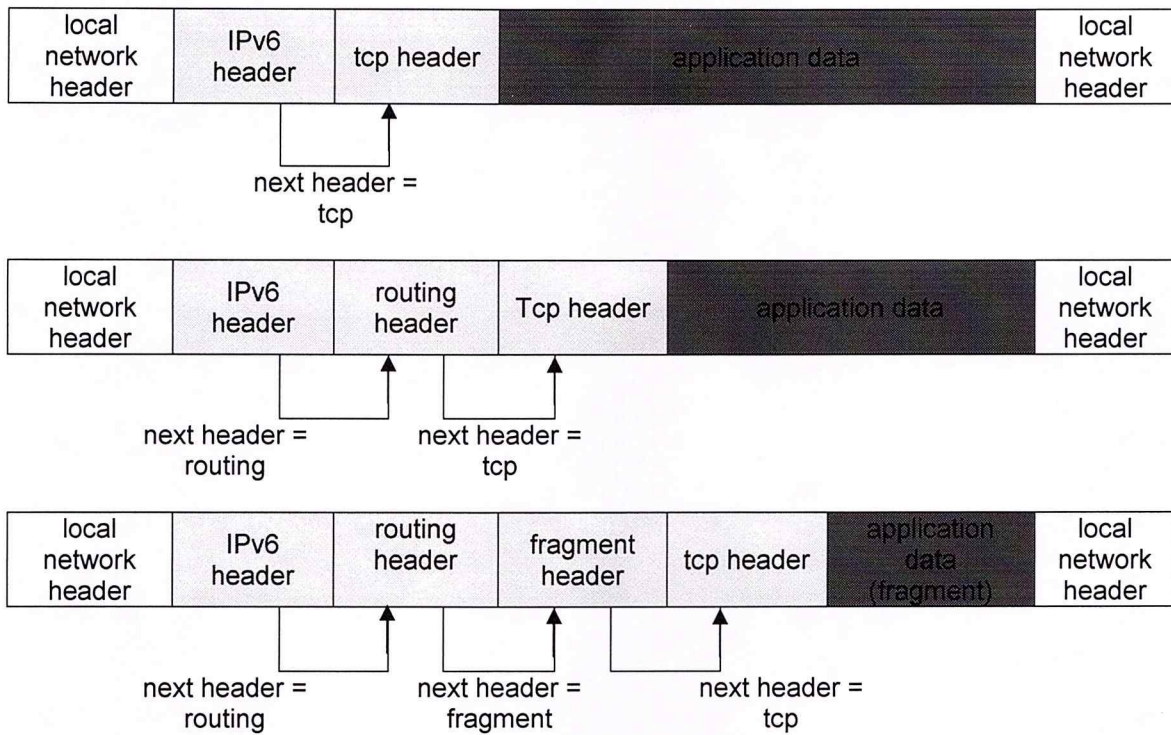 local
network
header
IPv6
header
tcp header
application data
local
network
header
next header =
tcp
local
network
header
IPv6
header
routing
header
Tcp header
application data
local
network
header
next header =
routing
next header =
tcp
local
network
header
IPv6
header
routing
header
fragment
header
tcp header
application
data
(fragment)
local
network
header
next header =
routing
next header =
fragment
next header =
tcp